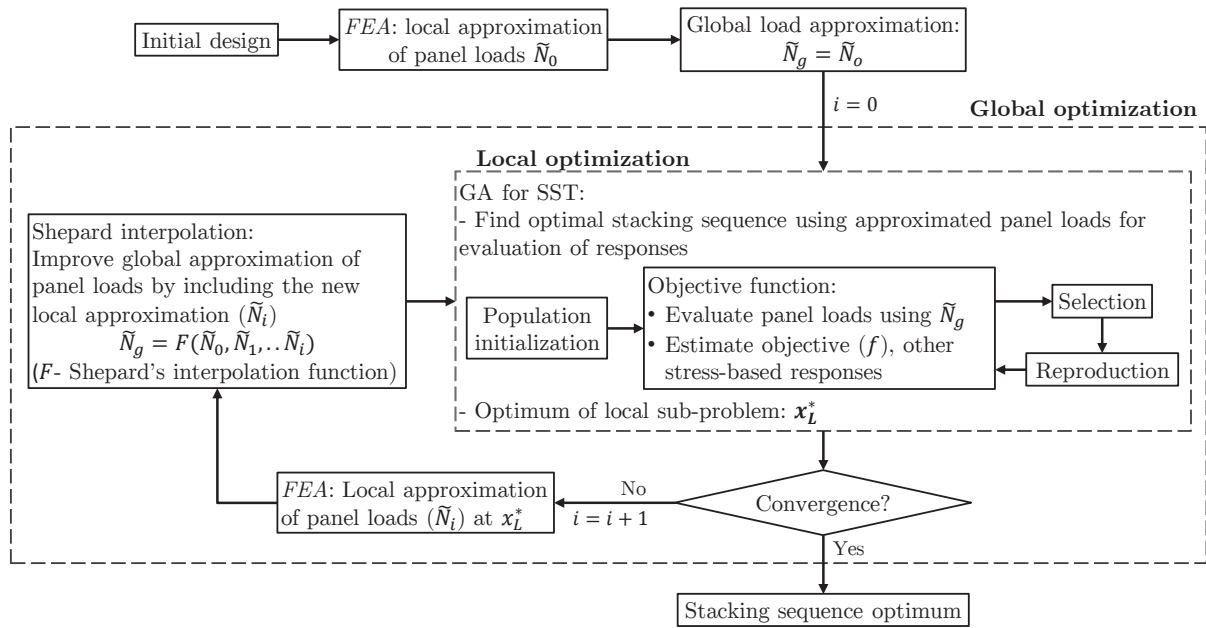 Initial design
FEA: local approximation
of panel loads Ñ₀
Global load approximation:
Ñg = Ño
i = 0
Global optimization
Local optimization
GA for SST:
- Find optimal stacking sequence using approximated panel loads for
evaluation of responses
Shepard interpolation:
Improve global approximation of
panel loads by including the new
local approximation (Ñi)
Ñg = F(Ñ0, Ñ1, . . Ñi)
(F- Shepard's interpolation function)
Population
initialization
Objective function:
• Evaluate panel loads using Ñg
• Estimate objective (f), other
stress-based responses
Selection
Reproduction
- Optimum of local sub-problem: x*L
FEA: Local approximation
of panel loads (Ñi) at x*L
No
i = i + 1
Convergence?
Yes
Stacking sequence optimum